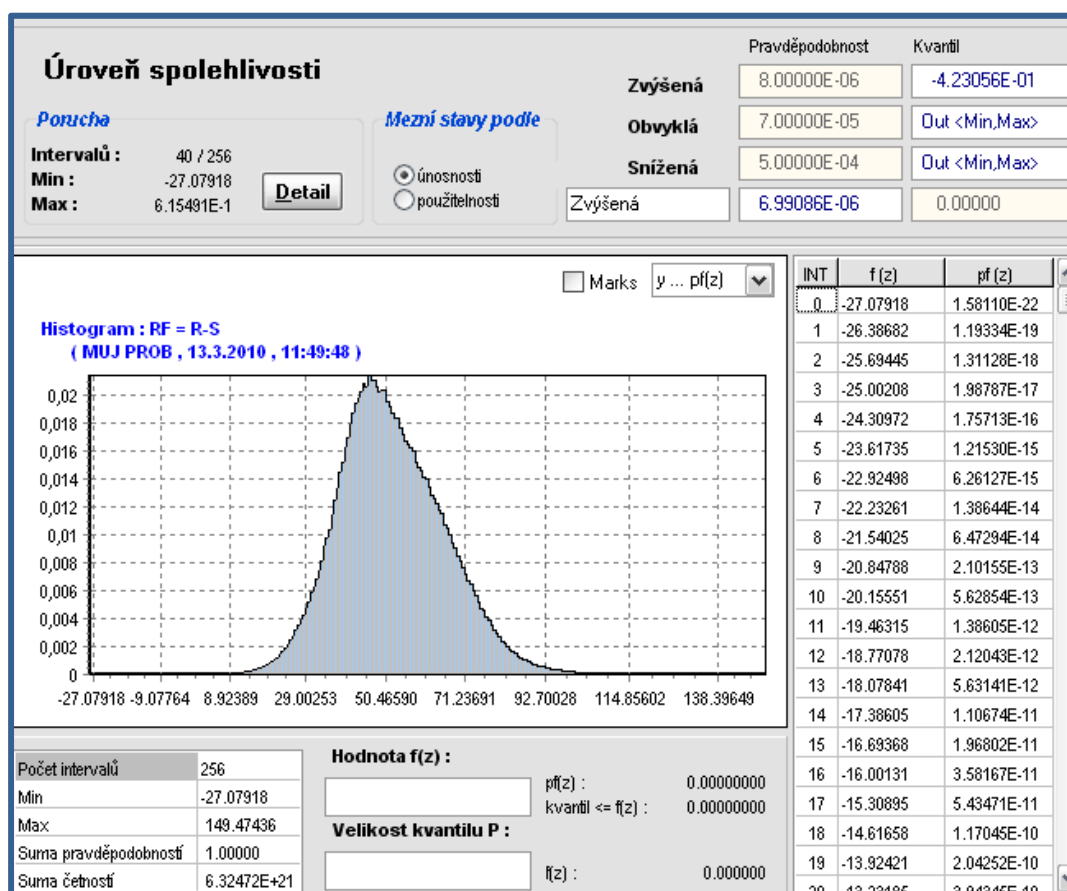 Úroveň spolehlivosti
Pravděpodobnost Kvantil
Zvýšená 8.00000E-06 -4.23056E-01
Obvyklá 7.00000E-05 Out <Min,Max>
Snížená 5.00000E-04 Out <Min,Max>
Zvýšená 6.99086E-06 0.00000
Porucha
Intervalů : 40 / 256
Min : -27.07918
Max : 6.15491E-1
Detail
Mezní stavy podle
únosnosti
použitelnosti
Marks y ... pf(z)
Histogram : RF = R-S
( MUJ PROB , 13.3.2010 , 11:49:48 )
0,02
0,018
0,016
0,014
0,012
0,01
0,008
0,006
0,004
0,002
0
-27.07918 -9.07764 8.92389 29.00253 50.46590 71.23691 92.70028 114.85602 138.39649
INT f (z) pf (z)
0 -27.07918 1.58110E-22
1 -26.38682 1.19334E-19
2 -25.69445 1.31128E-18
3 -25.00208 1.98787E-17
4 -24.30972 1.75713E-16
5 -23.61735 1.21530E-15
6 -22.92498 6.26127E-15
7 -22.23261 1.38644E-14
8 -21.54025 6.47294E-14
9 -20.84788 2.10155E-13
10 -20.15551 5.62854E-13
11 -19.46315 1.38605E-12
12 -18.77078 2.12043E-12
13 -18.07841 5.63141E-12
14 -17.38605 1.10674E-11
15 -16.69368 1.96802E-11
16 -16.00131 3.58167E-11
17 -15.30895 5.43471E-11
18 -14.61658 1.17045E-10
19 -13.92421 2.04252E-10
Počet intervalů 256
Min -27.07918
Max 149.47436
Suma pravděpodobností 1.00000
Suma četností 6.32472E+21
Hodnota f(z) :
pf(z) : 0.00000000
kvantil <= f(z) : 0.00000000
Velikost kvantilu P :
f(z) : 0.000000